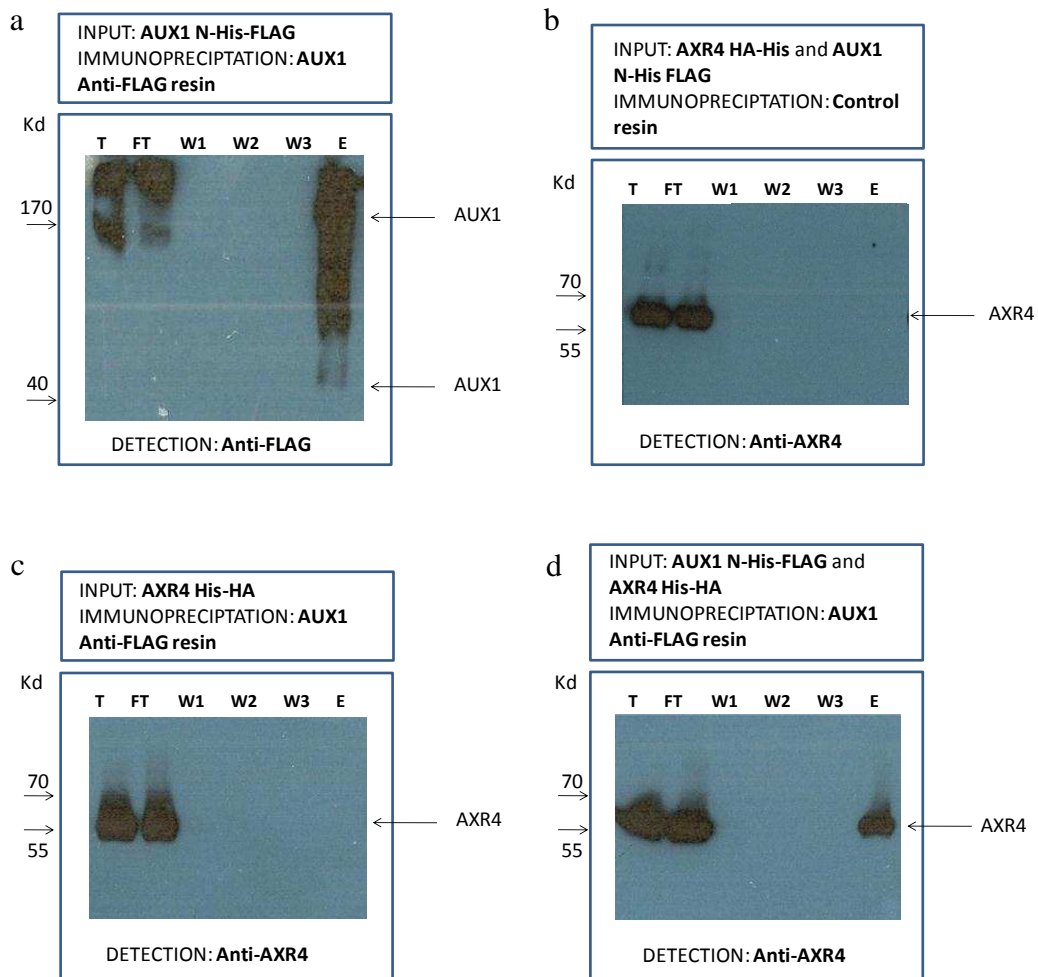 a
INPUT: AUX1 N-His-FLAG
IMMUNOPRECIPTATION: AUX1
Anti-FLAG resin
Kd
T FT W1 W2 W3 E
170
AUX1
40
AUX1
DETECTION: Anti-FLAG
b
INPUT: AXR4 HA-His and AUX1
N-His FLAG
IMMUNOPRECIPTATION: Control
resin
Kd
T FT W1 W2 W3 E
70
AXR4
55
DETECTION: Anti-AXR4
c
INPUT: AXR4 His-HA
IMMUNOPRECIPTATION: AUX1
Anti-FLAG resin
Kd
T FT W1 W2 W3 E
70
AXR4
55
DETECTION: Anti-AXR4
d
INPUT: AUX1 N-His-FLAG and
AXR4 His-HA
IMMUNOPRECIPTATION: AUX1
Anti-FLAG resin
Kd
T FT W1 W2 W3 E
70
AXR4
55
DETECTION: Anti-AXR4